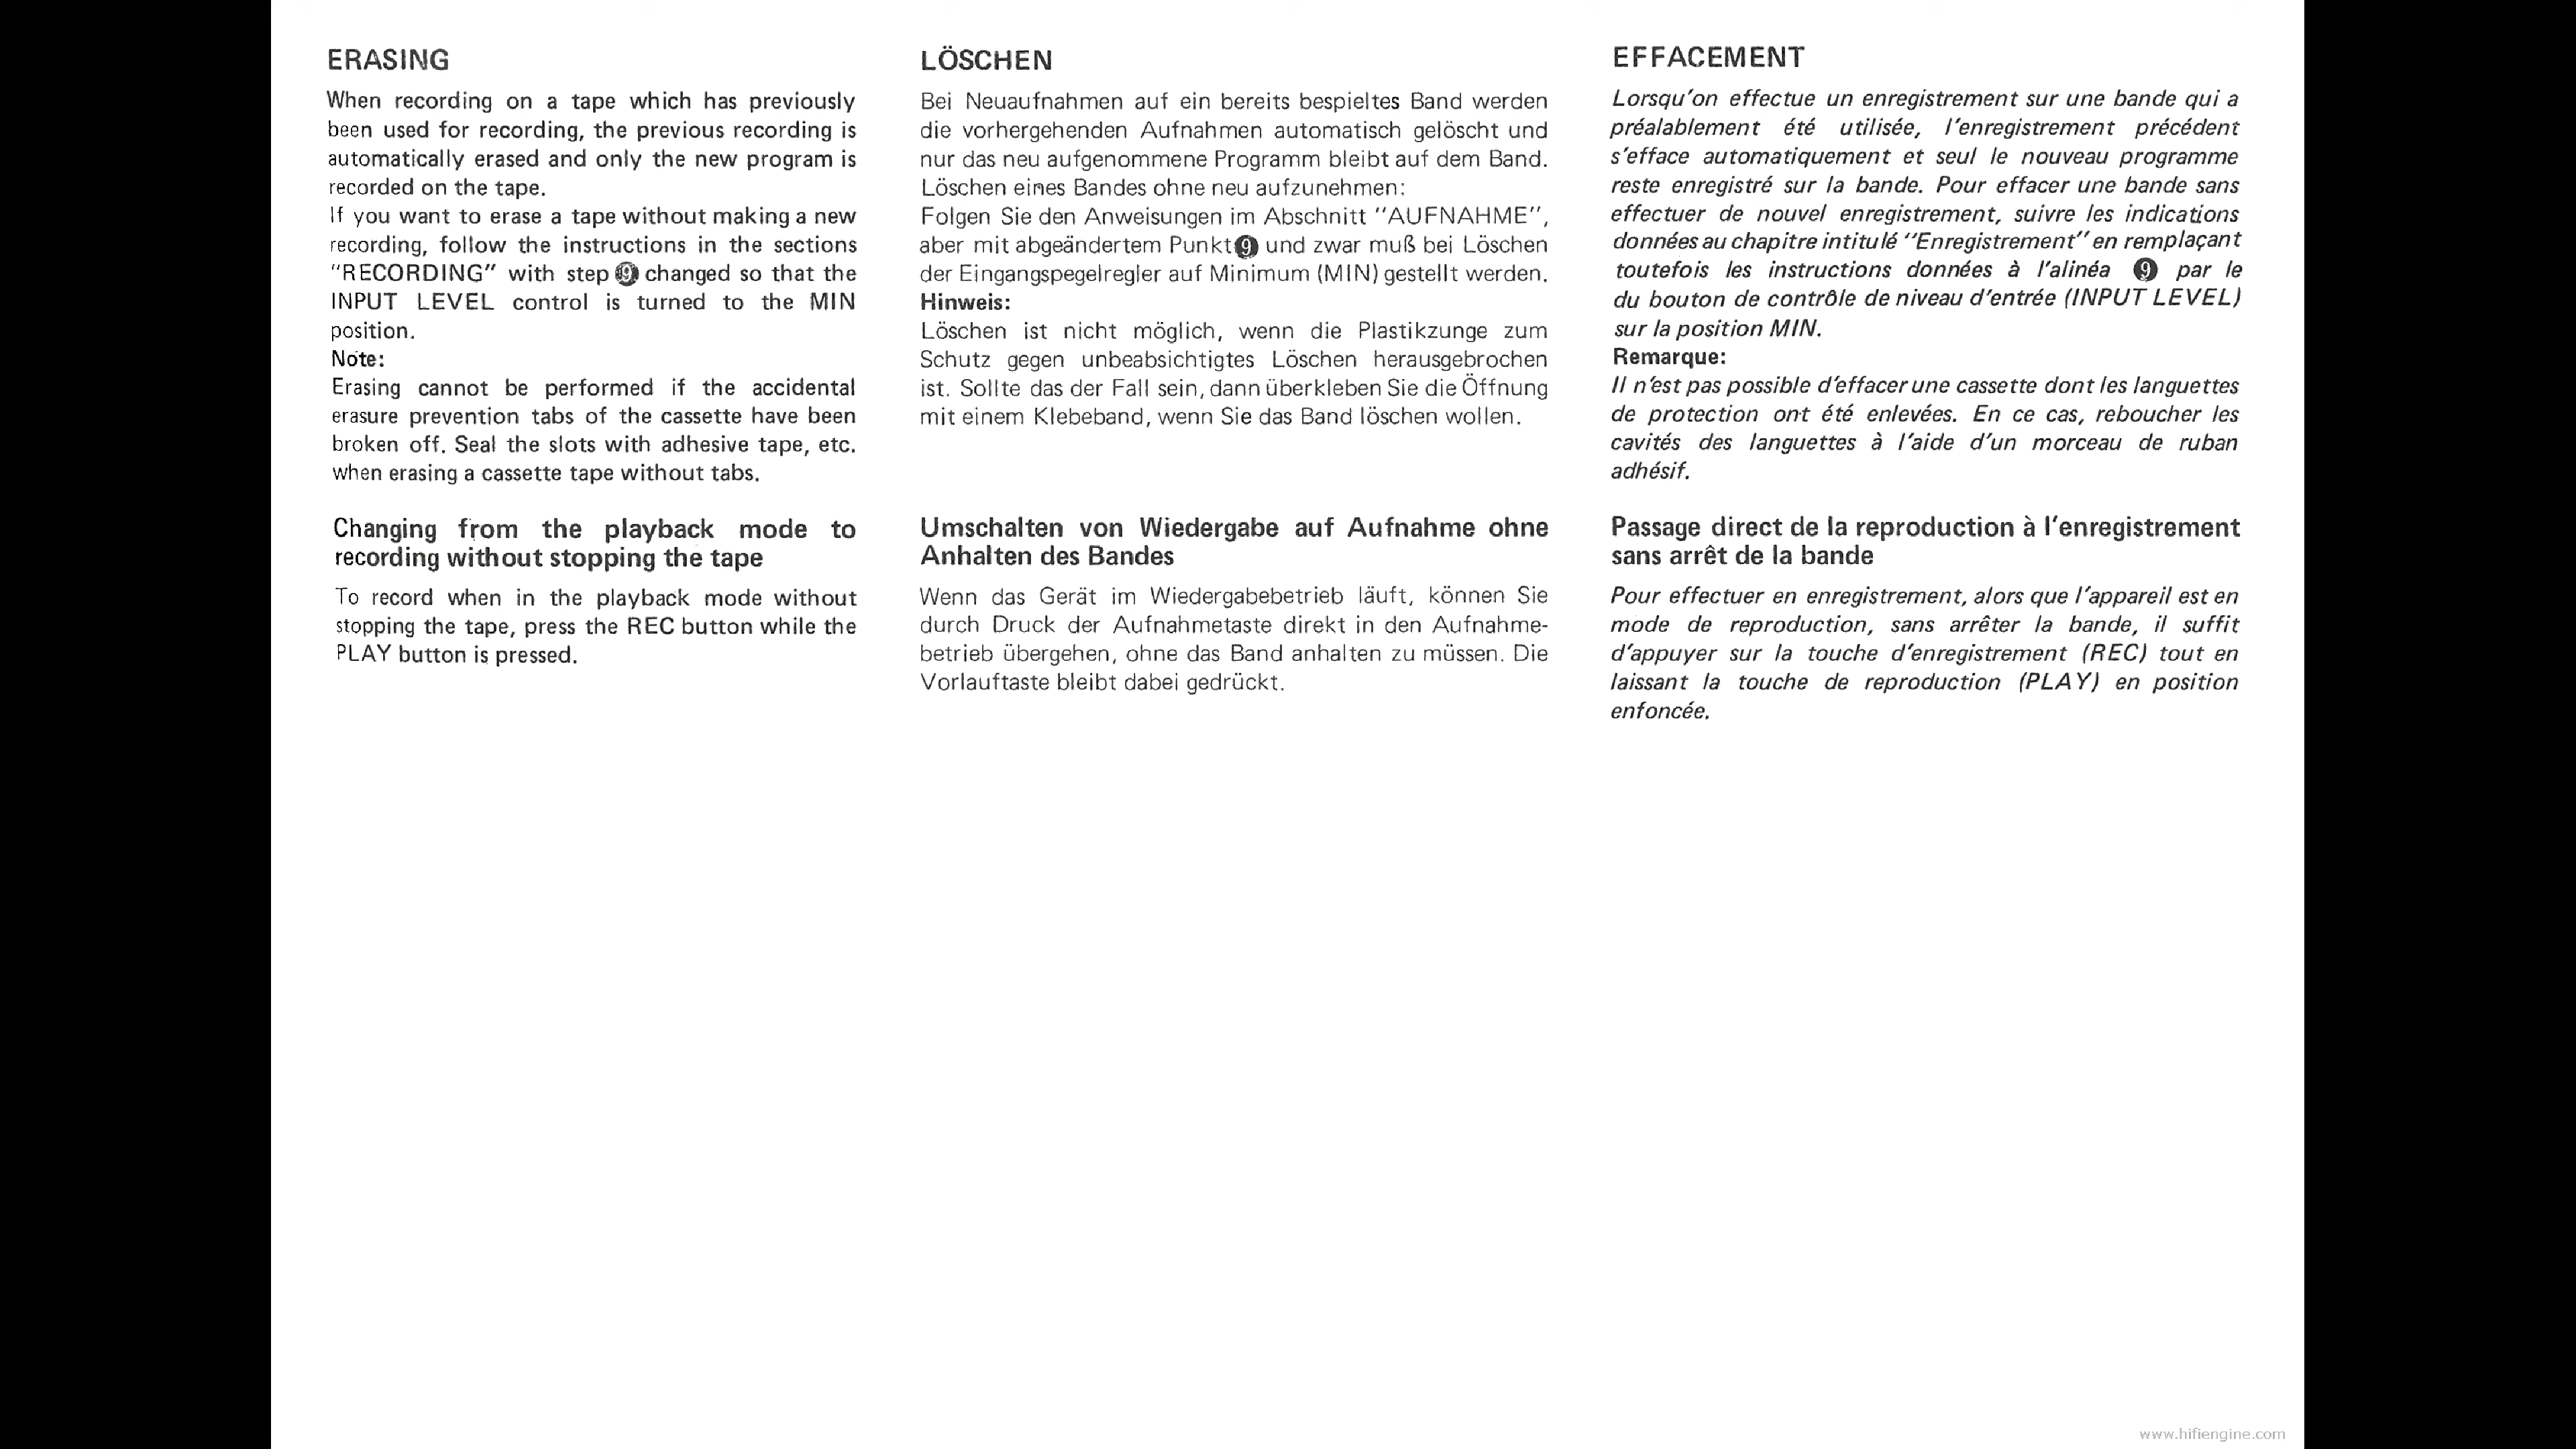 ERASING
When recording on a tape which has previously
been used for recording, the previous recording is
automatically erased and only the new program is
recorded on the tape.
If you want to erase a tape without making a new
recording, follow the instructions in the sections
"RECORDING" with step ❾ changed so that the
INPUT LEVEL control is turned to the MIN
position.
Note:
Erasing cannot be performed if the accidental
erasure prevention tabs of the cassette have been
broken off. Seal the slots with adhesive tape, etc.
when erasing a cassette tape without tabs.
Changing from the playback mode to
recording without stopping the tape
To record when in the playback mode without
stopping the tape, press the REC button while the
PLAY button is pressed.
LÖSCHEN
Bei Neuaufnahmen auf ein bereits bespieltes Band werden
die vorhergehenden Aufnahmen automatisch gelöscht und
nur das neu aufgenommene Programm bleibt auf dem Band.
Löschen eines Bandes ohne neu aufzunehmen:
Folgen Sie den Anweisungen im Abschnitt "AUFNAHME",
aber mit abgeändertem Punkt ❾ und zwar muß bei Löschen
der Eingangspegelregler auf Minimum (MIN) gestellt werden.
Hinweis:
Löschen ist nicht möglich, wenn die Plastikzunge zum
Schutz gegen unbeabsichtigtes Löschen herausgebrochen
ist. Sollte das der Fall sein, dann überkleben Sie die Öffnung
mit einem Klebeband, wenn Sie das Band löschen wollen.
Umschalten von Wiedergabe auf Aufnahme ohne
Anhalten des Bandes
Wenn das Gerät im Wiedergabebetrieb läuft, können Sie
durch Druck der Aufnahmetaste direkt in den Aufnahme-
betrieb übergehen, ohne das Band anhalten zu müssen. Die
Vorlauftaste bleibt dabei gedrückt.
EFFACEMENT
Lorsqu'on effectue un enregistrement sur une bande qui a
préalablement été utilisée, l'enregistrement précédent
s'efface automatiquement et seul le nouveau programme
reste enregistré sur la bande. Pour effacer une bande sans
effectuer de nouvel enregistrement, suivre les indications
données au chapitre intitulé "Enregistrement" en remplaçant
toutefois les instructions données à l'alinéa ❾ par le
du bouton de contrôle de niveau d'entrée (INPUT LEVEL)
sur la position MIN.
Remarque:
Il n'est pas possible d'effacer une cassette dont les languettes
de protection ont été enlevées. En ce cas, reboucher les
cavités des languettes à l'aide d'un morceau de ruban
adhésif.
Passage direct de la reproduction à l'enregistrement
sans arrêt de la bande
Pour effectuer en enregistrement, alors que l'appareil est en
mode de reproduction, sans arrêter la bande, il suffit
d'appuyer sur la touche d'enregistrement (REC) tout en
laissant la touche de reproduction (PLAY) en position
enfoncée.
www.hifiengine.com